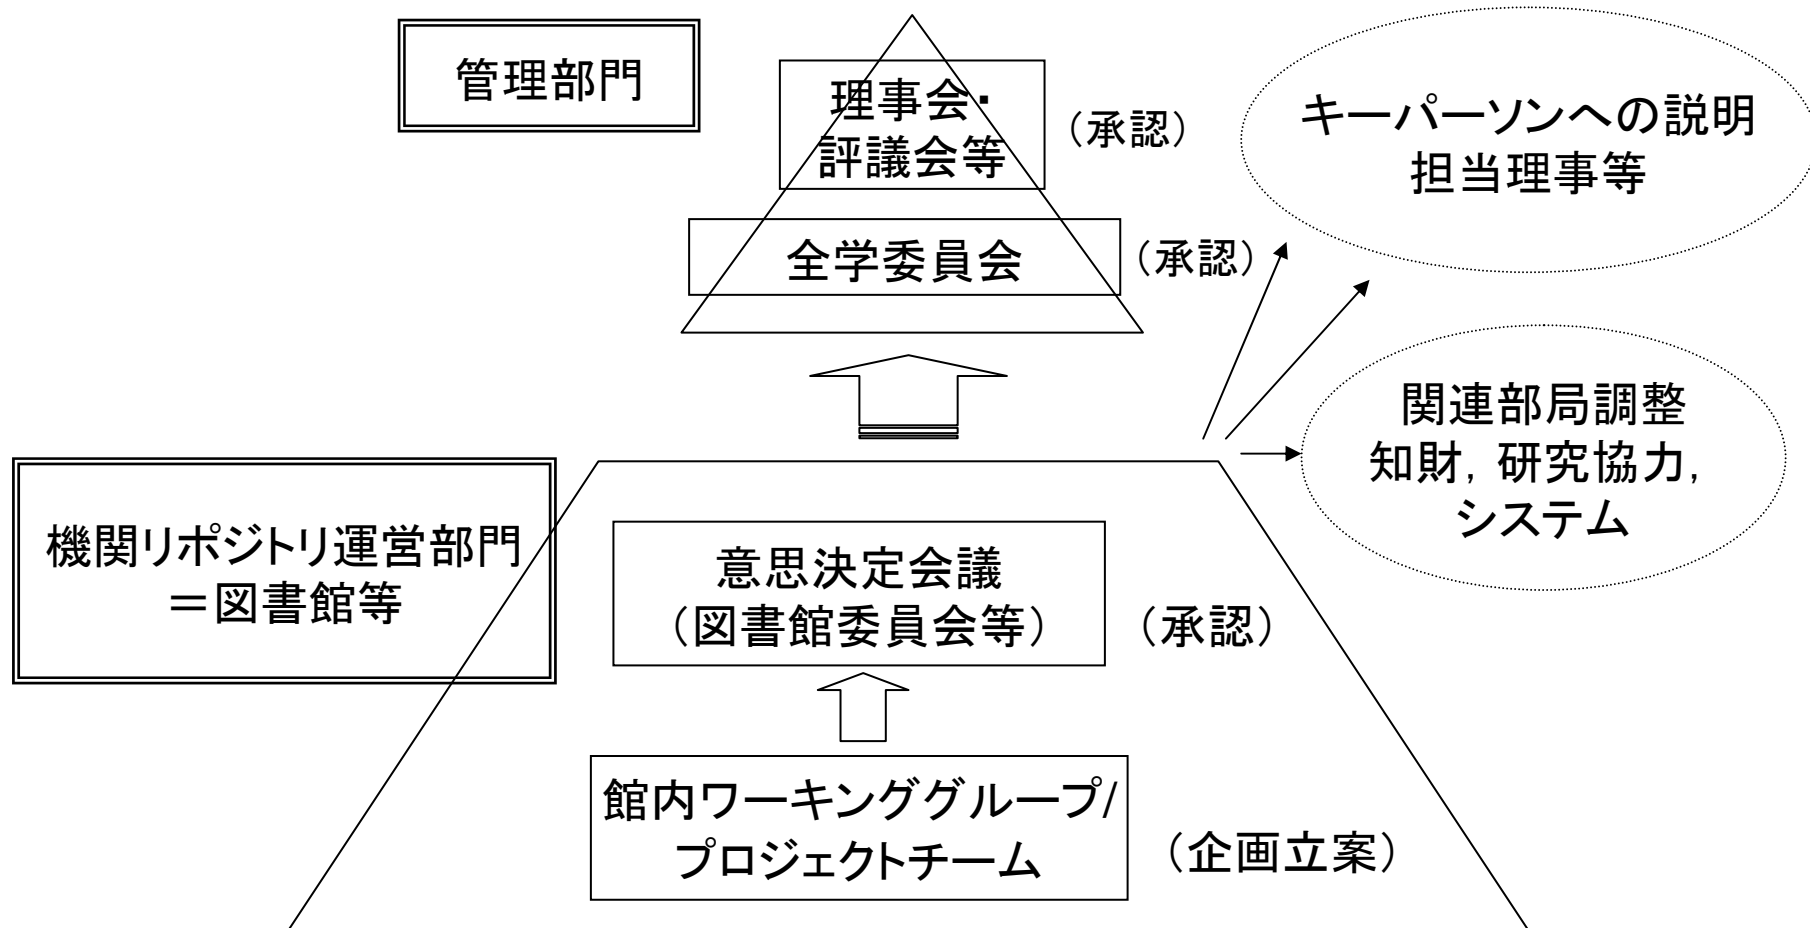 管理部門
理事会・
評議会等
（承認）
キーパーソンへの説明
担当理事等
全学委員会
（承認）
関連部局調整
知財，研究協力，
システム
機関リポジトリ運営部門
＝図書館等
意思決定会議
（図書館委員会等）
（承認）
館内ワーキンググループ/
プロジェクトチーム
（企画立案）